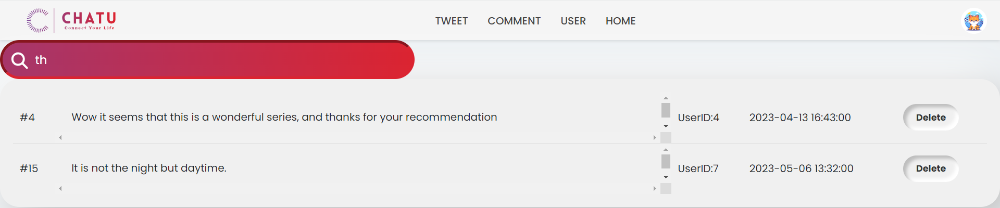 CHATU
Connect Your Life
TWEET COMMENT USER HOME
th
#4 Wow it seems that this is a wonderful series, and thanks for your recommendation UserID:4 2023-04-13 16:43:00 Delete
#15 It is not the night but daytime. UserID:7 2023-05-06 13:32:00 Delete